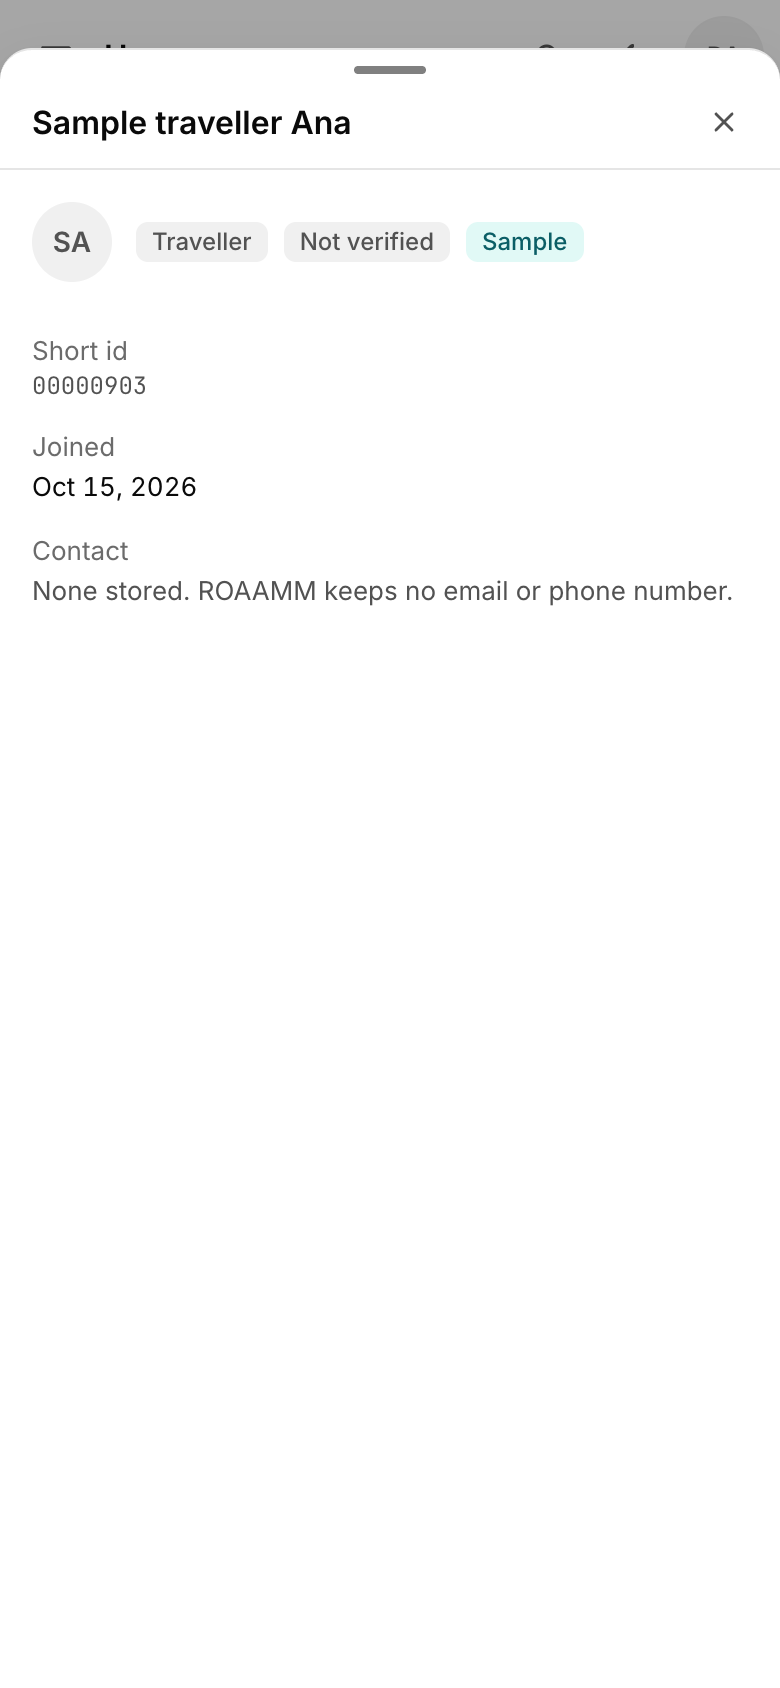 Sample traveller Ana
SA
Traveller
Not verified
Sample
Short id
00000903
Joined
Oct 15, 2026
Contact
None stored. ROAAMM keeps no email or phone number.